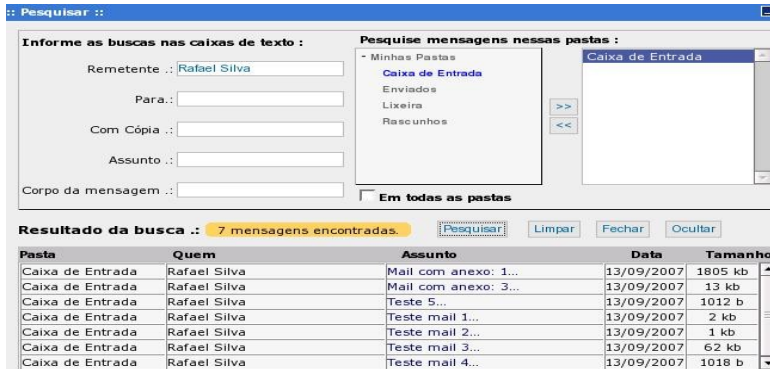 :: Pesquisar ::
Informe as buscas nas caixas de texto :
Remetente .: Rafael Silva
Para.:
Com Cópia .:
Assunto .:
Corpo da mensagem .:
Pesquise mensagens nessas pastas :
- Minhas Pastas
Caixa de Entrada
Enviados
Lixeira
Rascunhos
>>
<<
Caixa de Entrada
Em todas as pastas
Resultado da busca .: 7 mensagens encontradas. Pesquisar Limpar Fechar Ocultar
Pasta Quem Assunto Data Tamanho
Caixa de Entrada Rafael Silva Mail com anexo: 1... 13/09/2007 1805 kb
Caixa de Entrada Rafael Silva Mail com anexo: 3... 13/09/2007 13 kb
Caixa de Entrada Rafael Silva Teste 5... 13/09/2007 1012 b
Caixa de Entrada Rafael Silva Teste mail 1... 13/09/2007 2 kb
Caixa de Entrada Rafael Silva Teste mail 2... 13/09/2007 1 kb
Caixa de Entrada Rafael Silva Teste mail 3... 13/09/2007 62 kb
Caixa de Entrada Rafael Silva Teste mail 4... 13/09/2007 1018 b